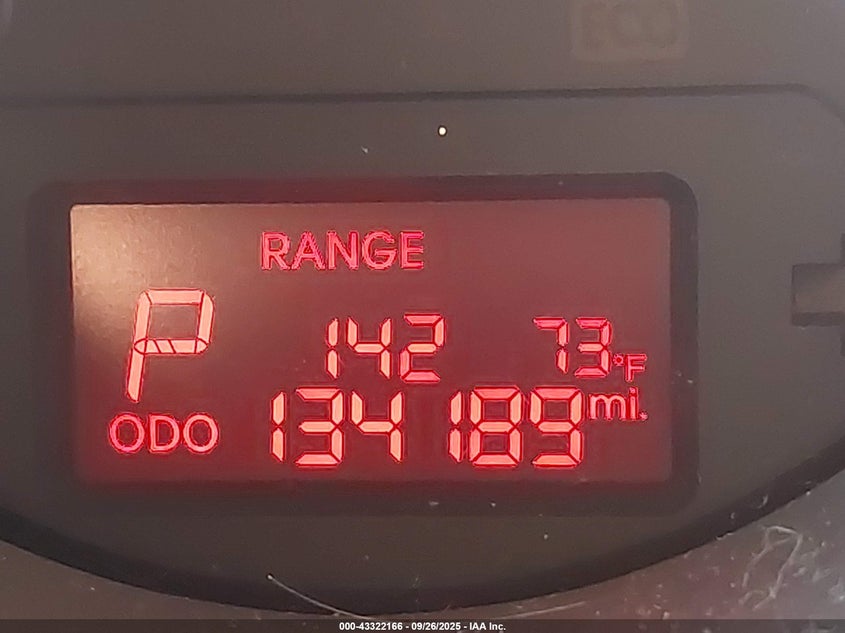 ECO
RANGE
P 142 73°F
ODO 134189 mi.
000-43322166 - 09/26/2025 - IAA Inc.